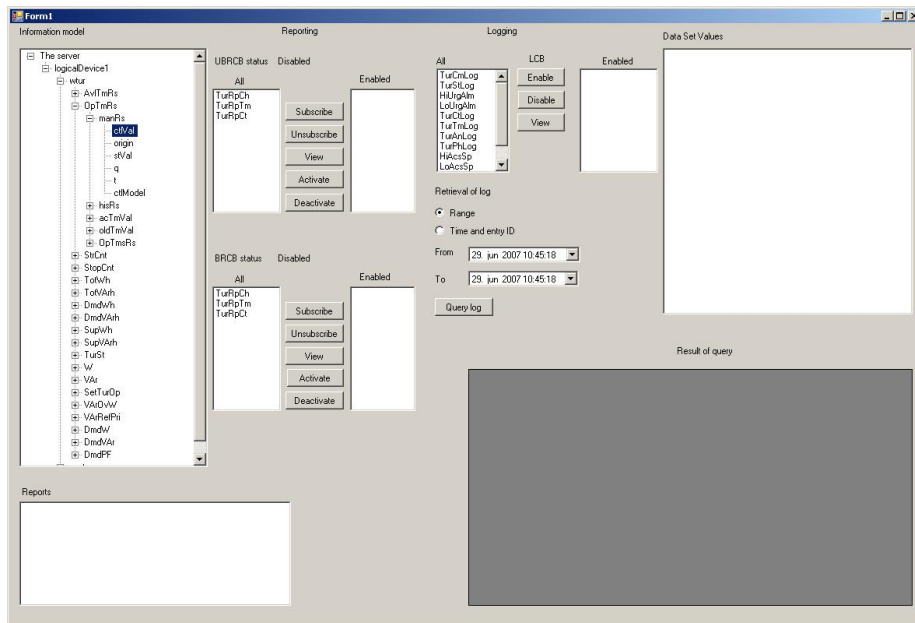 Form1
Information model
Reporting
Logging
Data Set Values
The server
logicalDevice1
wtur
AvlTmRs
OpTmRs
manRs
ctlVal
origin
stVal
q
t
ctlModel
hisRs
acTmVal
oldTmVal
OpTmsRs
StrCnt
StopCnt
TotWh
TotVArh
DmdWh
DmdVArh
SupWh
SupVArh
TurSt
W
VAr
SetTurOp
VArOvW
VArRefPri
DmdW
DmdVAr
DmdPF
UBRCB status Disabled
All
Enabled
TurRpCh
TurRpTm
TurRpCt
Subscribe
Unsubscribe
View
Activate
Deactivate
BRCB status Disabled
All
Enabled
TurRpCh
TurRpTm
TurRpCt
Subscribe
Unsubscribe
View
Activate
Deactivate
All
LCB
Enabled
TurCmLog
TurStLog
HiUrgAlm
LoUrgAlm
TurCtLog
TurTmLog
TurAnLog
TurPhLog
HiAcsSp
LoAcsSp
Enable
Disable
View
Retrieval of log
Range
Time and entry ID
From 29. jun 2007 10:45:18
To 29. jun 2007 10:45:18
Query log
Result of query
Reports